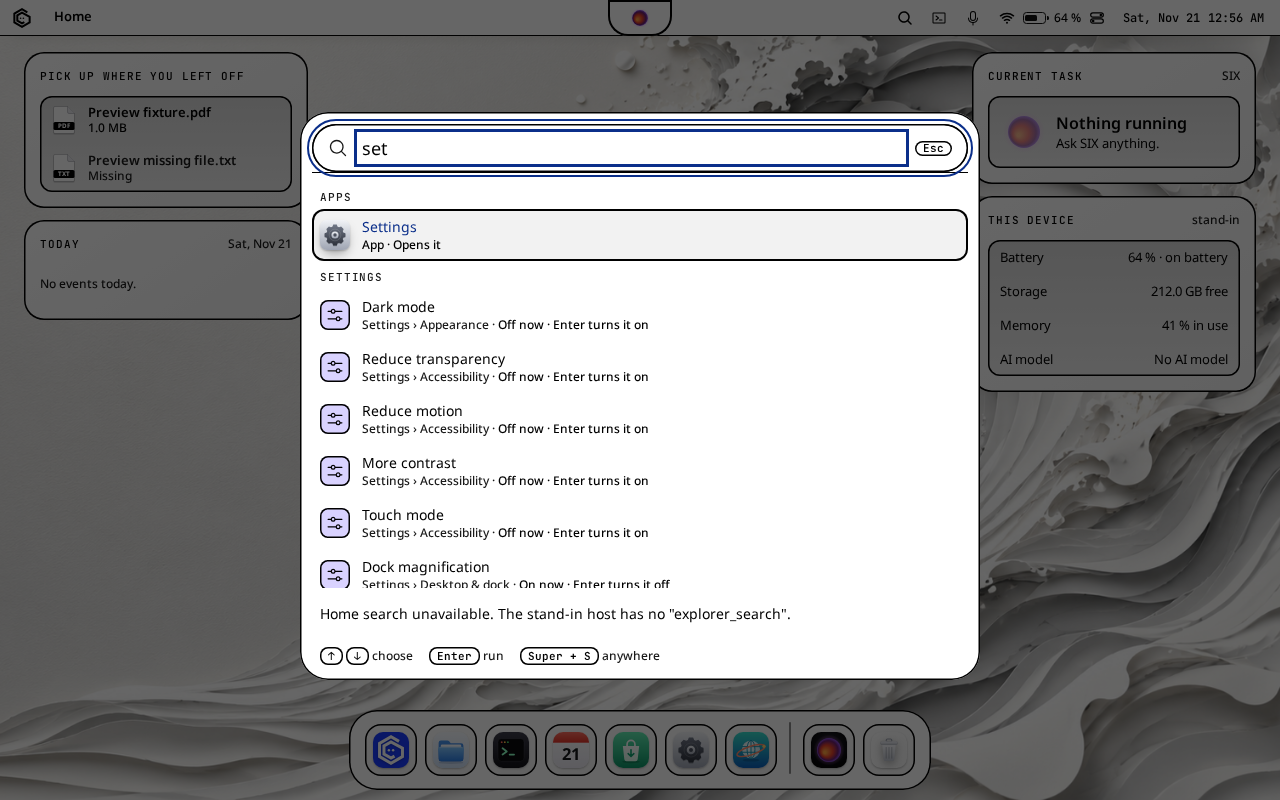 Home
64 %
Sat, Nov 21 12:56 AM
PICK UP WHERE YOU LEFT OFF
PDF
Preview fixture.pdf
1.0 MB
TXT
Preview missing file.txt
Missing
TODAY
Sat, Nov 21
No events today.
set
Esc
APPS
Settings
App · Opens it
SETTINGS
Dark mode
Settings › Appearance · Off now · Enter turns it on
Reduce transparency
Settings › Accessibility · Off now · Enter turns it on
Reduce motion
Settings › Accessibility · Off now · Enter turns it on
More contrast
Settings › Accessibility · Off now · Enter turns it on
Touch mode
Settings › Accessibility · Off now · Enter turns it on
Dock magnification
Settings › Desktop & dock · On now · Enter turns it off
Home search unavailable. The stand-in host has no "explorer_search".
↑ ↓ choose Enter run Super + S anywhere
CURRENT TASK
SIX
Nothing running
Ask SIX anything.
THIS DEVICE
stand-in
Battery
64 % · on battery
Storage
212.0 GB free
Memory
41 % in use
AI model
No AI model
21